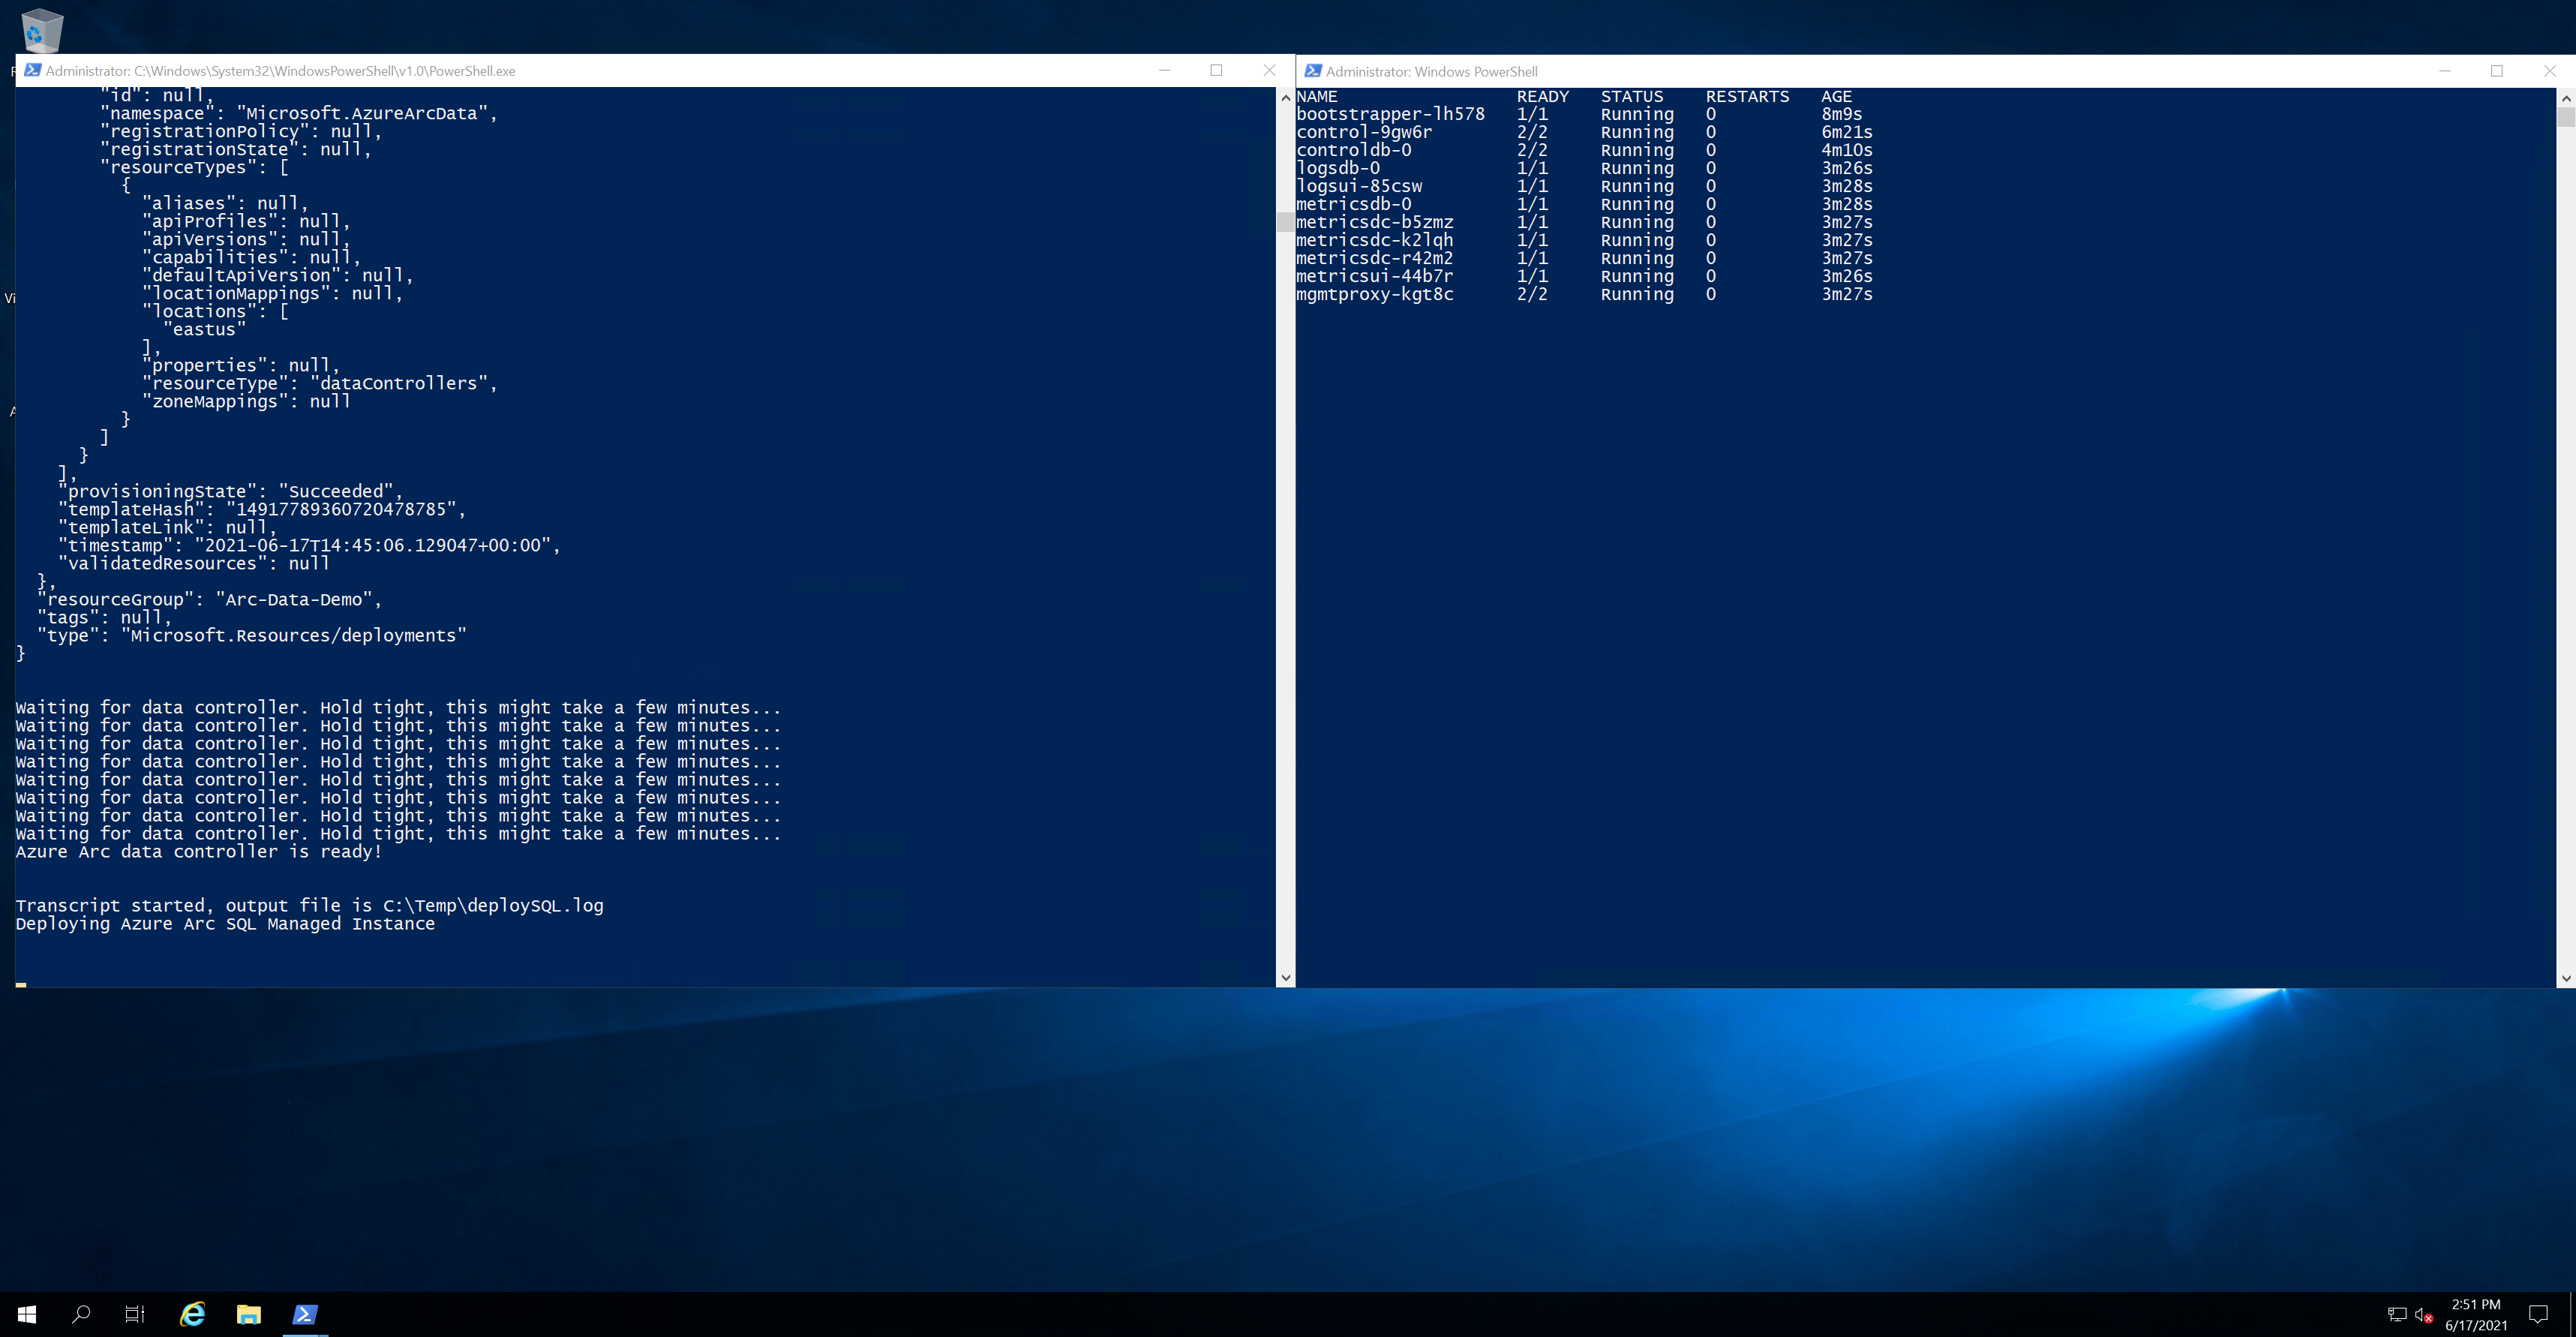 Administrator: C:\Windows\System32\WindowsPowerShell\v1.0\PowerShell.exe
"id": null,
"namespace": "Microsoft.AzureArcData",
"registrationPolicy": null,
"registrationState": null,
"resourceTypes": [
{
"aliases": null,
"apiProfiles": null,
"apiVersions": null,
"capabilities": null,
"defaultApiVersion": null,
"locationMappings": null,
"locations": [
"eastus"
],
"properties": null,
"resourceType": "dataControllers",
"zoneMappings": null
}
]
}
],
"provisioningState": "Succeeded",
"templateHash": "14917789360720478785",
"templateLink": null,
"timestamp": "2021-06-17T14:45:06.129047+00:00",
"validatedResources": null
},
"resourceGroup": "Arc-Data-Demo",
"tags": null,
"type": "Microsoft.Resources/deployments"
}
Waiting for data controller. Hold tight, this might take a few minutes...
Waiting for data controller. Hold tight, this might take a few minutes...
Waiting for data controller. Hold tight, this might take a few minutes...
Waiting for data controller. Hold tight, this might take a few minutes...
Waiting for data controller. Hold tight, this might take a few minutes...
Waiting for data controller. Hold tight, this might take a few minutes...
Waiting for data controller. Hold tight, this might take a few minutes...
Waiting for data controller. Hold tight, this might take a few minutes...
Azure Arc data controller is ready!
Transcript started, output file is C:\Temp\deploySQL.log
Deploying Azure Arc SQL Managed Instance
Administrator: Windows PowerShell
NAME READY STATUS RESTARTS AGE
bootstrapper-lh578 1/1 Running 0 8m9s
control-9gw6r 2/2 Running 0 6m21s
controldb-0 2/2 Running 0 4m10s
logsdb-0 1/1 Running 0 3m26s
logsui-85csw 1/1 Running 0 3m28s
metricsdb-0 1/1 Running 0 3m28s
metricsdc-b5zmz 1/1 Running 0 3m27s
metricsdc-k2lqh 1/1 Running 0 3m27s
metricsdc-r42m2 1/1 Running 0 3m27s
metricsui-44b7r 1/1 Running 0 3m26s
mgmtproxy-kgt8c 2/2 Running 0 3m27s
Vi
2:51 PM
6/17/2021